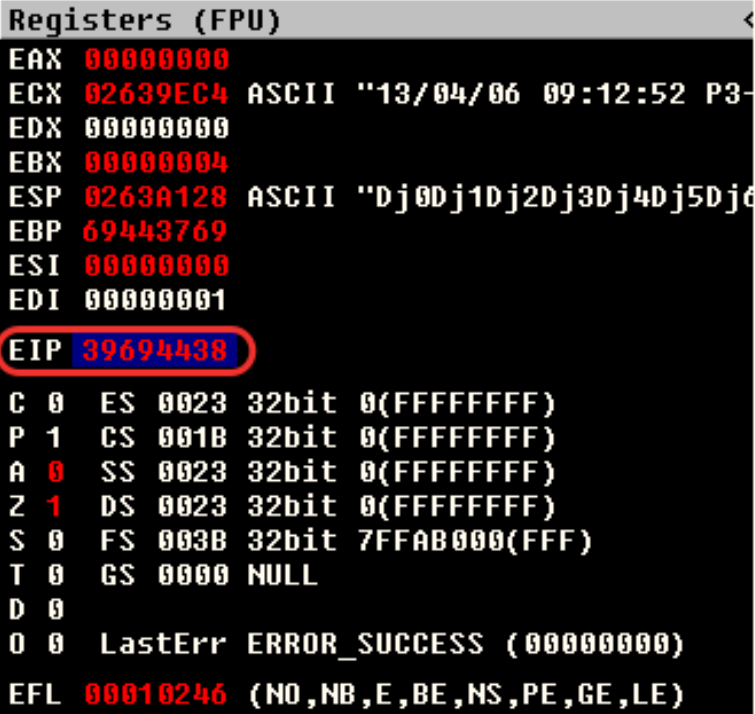 Registers (FPU) <
EAX 00000000
ECX 02639EC4 ASCII "13/04/06 09:12:52 P3-
EDX 00000000
EBX 00000004
ESP 0263A128 ASCII "Dj0Dj1Dj2Dj3Dj4Dj5Dj6
EBP 69443769
ESI 00000000
EDI 00000001
EIP 39694438
C 0 ES 0023 32bit 0(FFFFFFFF)
P 1 CS 001B 32bit 0(FFFFFFFF)
A 0 SS 0023 32bit 0(FFFFFFFF)
Z 1 DS 0023 32bit 0(FFFFFFFF)
S 0 FS 003B 32bit 7FFAB000(FFF)
T 0 GS 0000 NULL
D 0
O 0 LastErr ERROR_SUCCESS (00000000)
EFL 00010246 (NO,NB,E,BE,NS,PE,GE,LE)